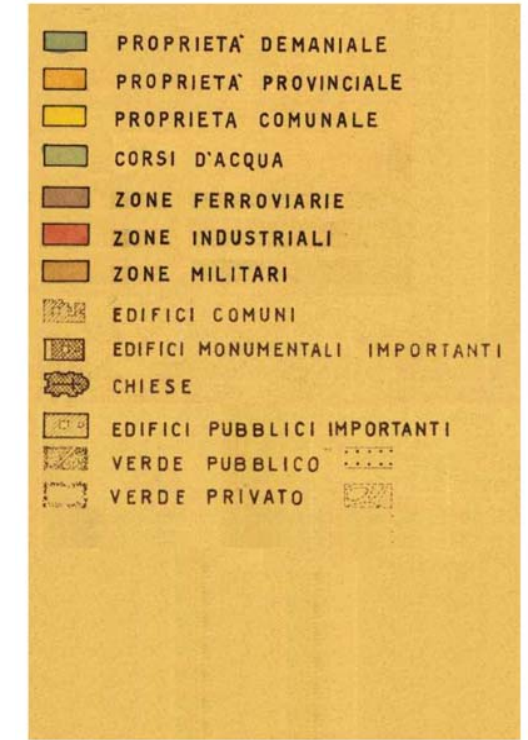 PROPRIETA' DEMANIALE
PROPRIETA' PROVINCIALE
PROPRIETA COMUNALE
CORSI D'ACQUA
ZONE FERROVIARIE
ZONE INDUSTRIALI
ZONE MILITARI
EDIFICI COMUNI
EDIFICI MONUMENTALI IMPORTANTI
CHIESE
EDIFICI PUBBLICI IMPORTANTI
VERDE PUBBLICO
VERDE PRIVATO